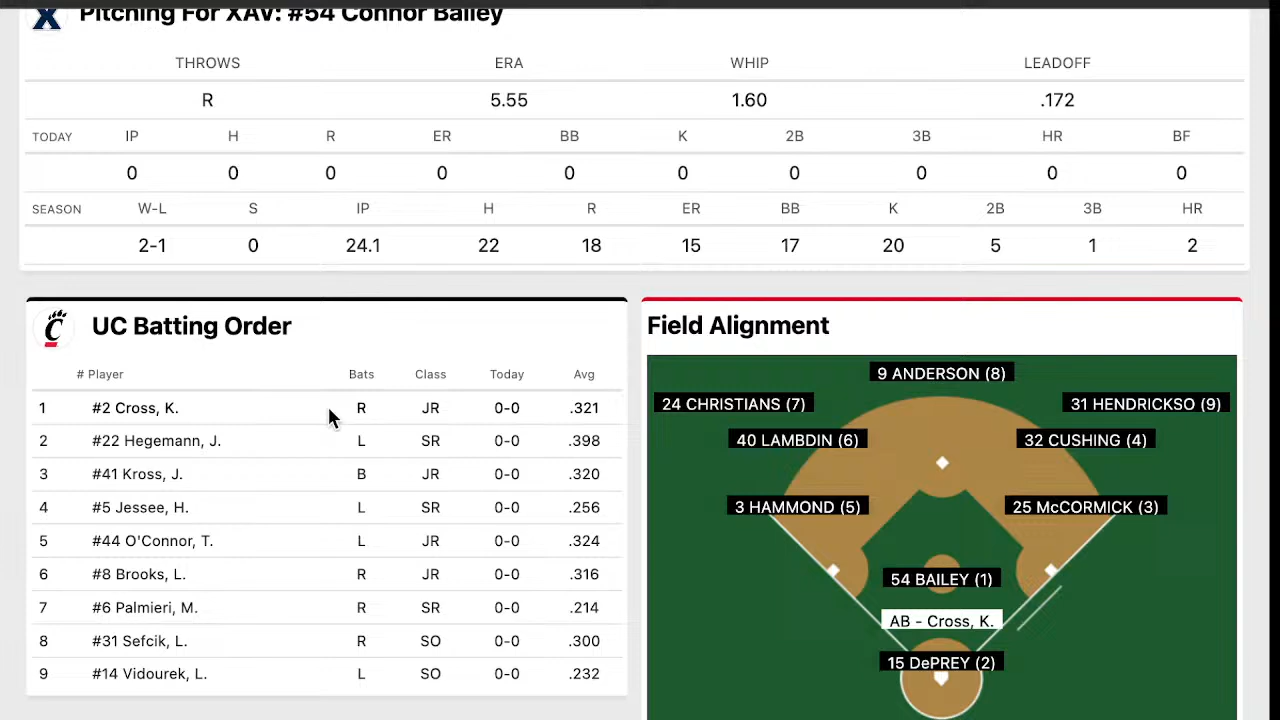 Pitching For XAV: #54 Connor Bailey
THROWS ERA WHIP LEADOFF
R 5.55 1.60 .172
TODAY IP H R ER BB K 2B 3B HR BF
0 0 0 0 0 0 0 0 0 0
SEASON W-L S IP H R ER BB K 2B 3B HR
2-1 0 24.1 22 18 15 17 20 5 1 2
UC Batting Order
# Player Bats Class Today Avg
1 #2 Cross, K. R JR 0-0 .321
2 #22 Hegemann, J. L SR 0-0 .398
3 #41 Kross, J. B JR 0-0 .320
4 #5 Jessee, H. L SR 0-0 .256
5 #44 O'Connor, T. L JR 0-0 .324
6 #8 Brooks, L. R JR 0-0 .316
7 #6 Palmieri, M. R SR 0-0 .214
8 #31 Sefcik, L. R SO 0-0 .300
9 #14 Vidourek, L. L SO 0-0 .232
Field Alignment
9 ANDERSON (8)
24 CHRISTIANS (7) 31 HENDRICKSO (9)
40 LAMBDIN (6) 32 CUSHING (4)
3 HAMMOND (5) 25 McCORMICK (3)
54 BAILEY (1)
AB - Cross, K.
15 DePREY (2)